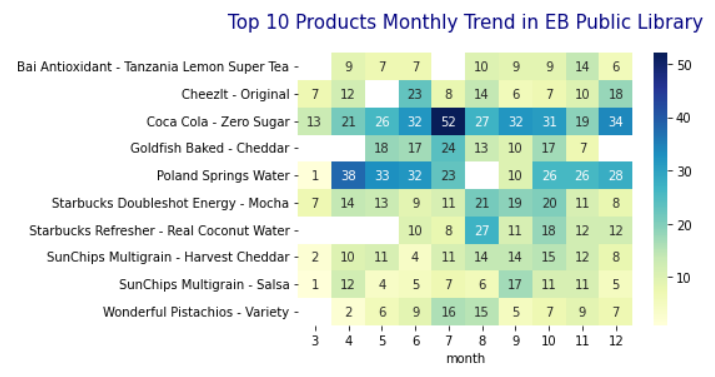 Top 10 Products Monthly Trend in EB Public Library
Bai Antioxidant - Tanzania Lemon Super Tea - 9 7 7 10 9 9 14 6
CheezIt - Original - 7 12 23 8 14 6 7 10 18
Coca Cola - Zero Sugar - 13 21 26 32 52 27 32 31 19 34
Goldfish Baked - Cheddar - 18 17 24 13 10 17 7
Poland Springs Water - 1 38 33 32 23 10 26 26 28
Starbucks Doubleshot Energy - Mocha - 7 14 13 9 11 21 19 20 11 8
Starbucks Refresher - Real Coconut Water - 10 8 27 11 18 12 12
SunChips Multigrain - Harvest Cheddar - 2 10 11 4 11 14 14 15 12 8
SunChips Multigrain - Salsa - 1 12 4 5 7 6 17 11 11 5
Wonderful Pistachios - Variety - 2 6 9 16 15 5 7 9 7
3 4 5 6 7 8 9 10 11 12
month
50
40
30
20
10